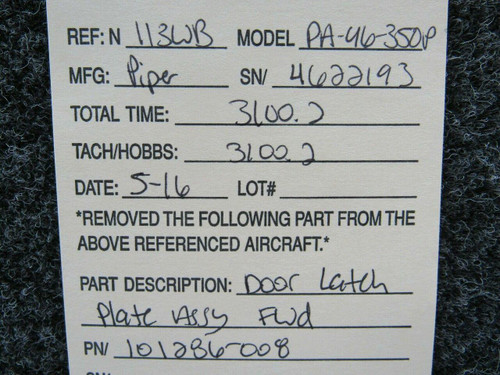 REF: N 113WB MODEL PA-46-350P
MFG: Piper SN/ 4622193
TOTAL TIME: 3100.2
TACH/HOBBS: 3100.2
DATE: 5-16 LOT#
*REMOVED THE FOLLOWING PART FROM THE
ABOVE REFERENCED AIRCRAFT.*
PART DESCRIPTION: Door Latch
Plate Assy Fwd
PN/ 101286-008